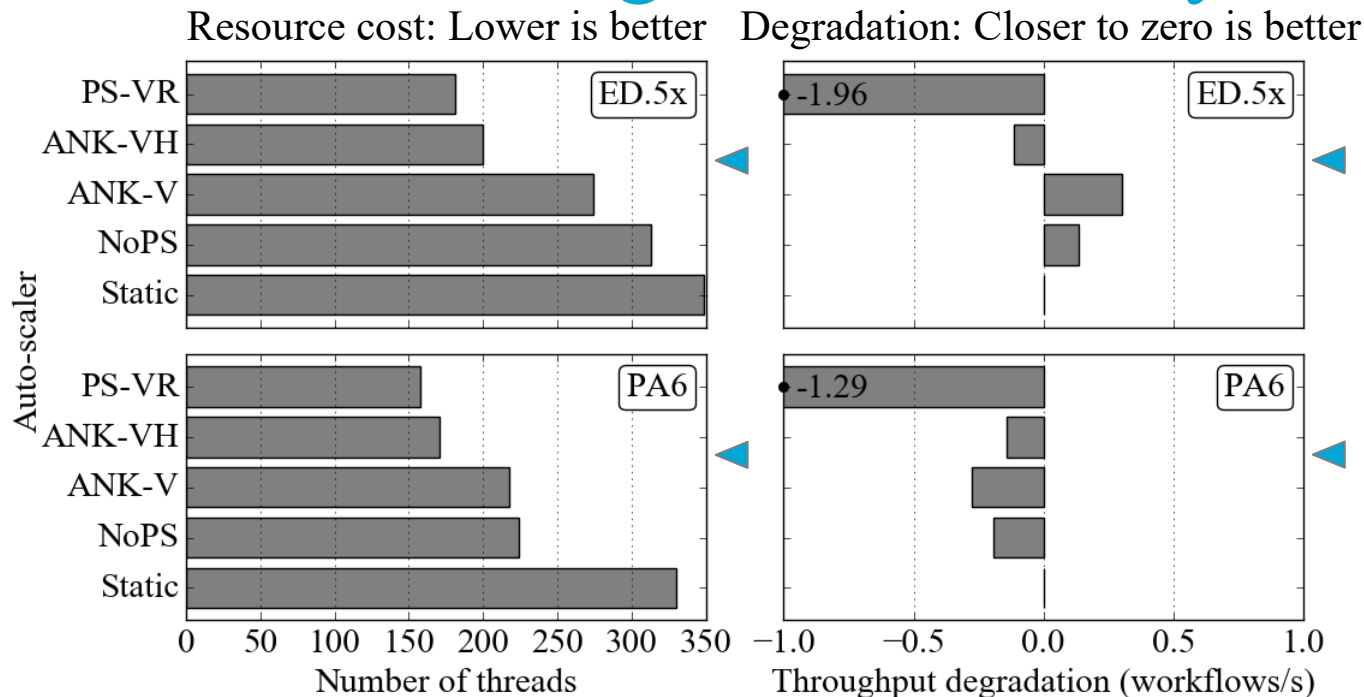 Resource cost: Lower is better
Degradation: Closer to zero is better
Auto-scaler
PS-VR
ANK-VH
ANK-V
NoPS
Static
ED.5x
-1.96
ED.5x
PS-VR
ANK-VH
ANK-V
NoPS
Static
PA6
-1.29
PA6
0 50 100 150 200 250 300 350
−1.0 −0.5 0.0 0.5 1.0
Number of threads
Throughput degradation (workflows/s)